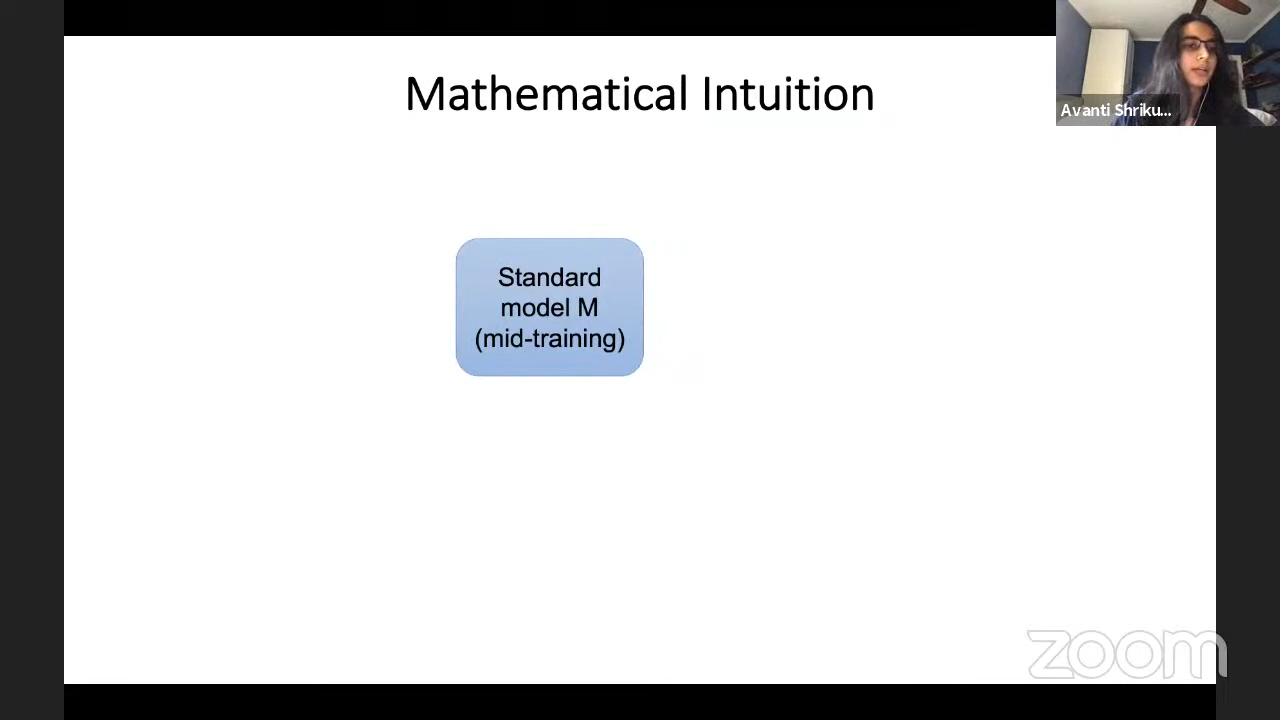 Mathematical Intuition
Avanti Shriku...
Standard
model M
(mid-training)
zoom